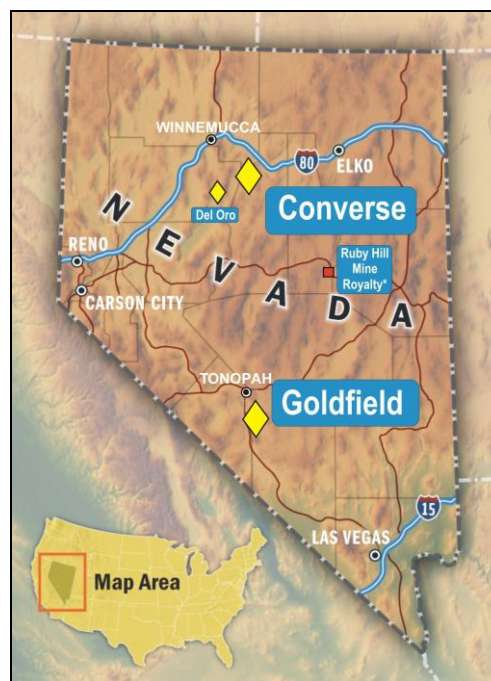 WINNEMUCCA
80
ELKO
Del Oro
Converse
NEVADA
RENO
Ruby Hill
Mine
Royalty*
CARSON CITY
TONOPAH
Goldfield
15
LAS VEGAS
Map Area